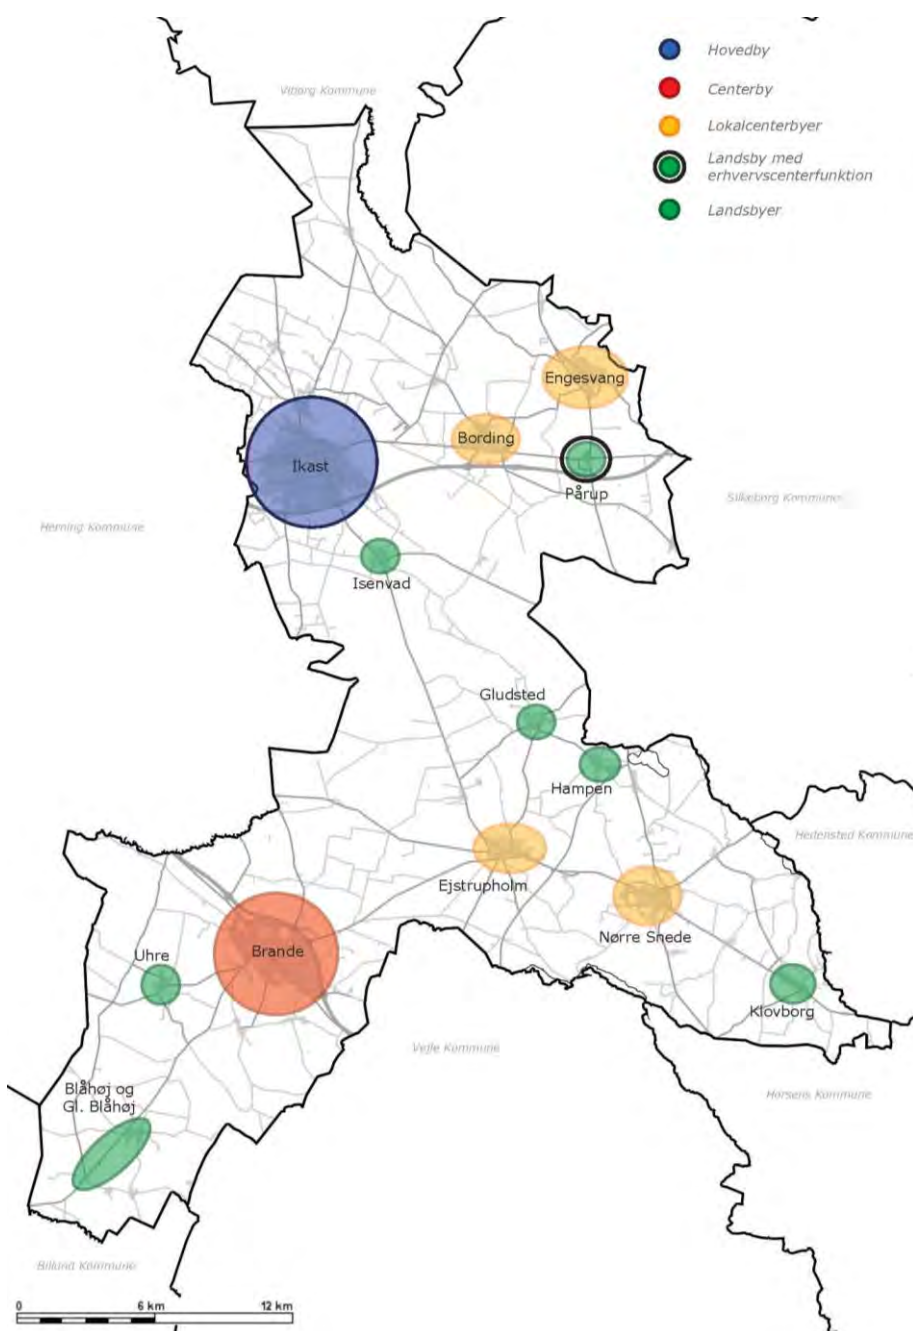 Hovedby
Centerby
Lokalcenterbyer
Landsby med
erhvervscenterfunktion
Landsbyer
Viborg Kommune
Engesvang
Bording
Ikast
Pårup
Silkeborg Kommune
Herning Kommune
Isenvad
Gludsted
Hampen
Hedensted Kommune
Ejstrupholm
Nørre Snede
Brande
Uhre
Klovborg
Vejle Kommune
Blåhøj og
Gl. Blåhøj
Horsens Kommune
Billund Kommune
0 6 km 12 km